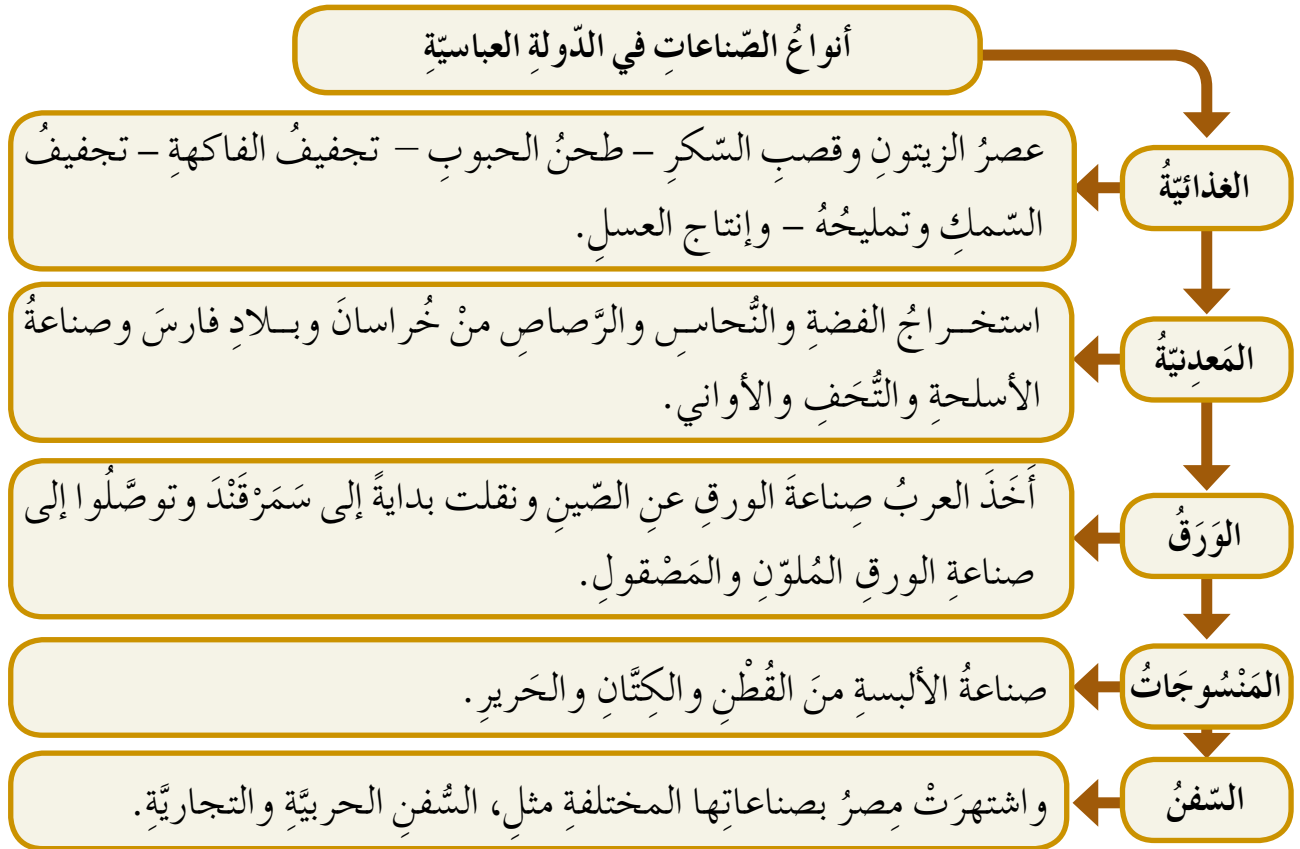 أنواعُ الصّناعاتِ في الدّولةِ العباسيّةِ
الغذائيّةُ
عصرُ الزيتونِ وقصبِ السّكرِ – طحنُ الحبوبِ – تجفيفُ الفاكهةِ – تجفيفُ
السّمكِ وتمليحُهُ – وإنتاج العسلِ.
المَعدِنيّةُ
استخــراجُ الفضةِ والنُّحاسِ والرَّصاصِ منْ خُراسانَ وبــلادِ فارسَ وصناعةُ
الأسلحةِ والتُّحَفِ والأواني.
الوَرَقُ
أَخَذَ العربُ صِناعةَ الورقِ عنِ الصّينِ ونقلت بدايةً إلى سَمَرْقَنْدَ وتوصَّلُوا إلى
صناعةِ الورقِ المُلوّنِ والمَصْقولِ.
المَنْسُوجَاتُ
صناعةُ الألبسةِ منَ القُطْنِ والكِتَّانِ والحَريرِ.
السّفنُ
واشتهرَتْ مِصرُ بصناعاتِها المختلفةِ مثلِ، السُّفنِ الحربيَّةِ والتجاريَّةِ.